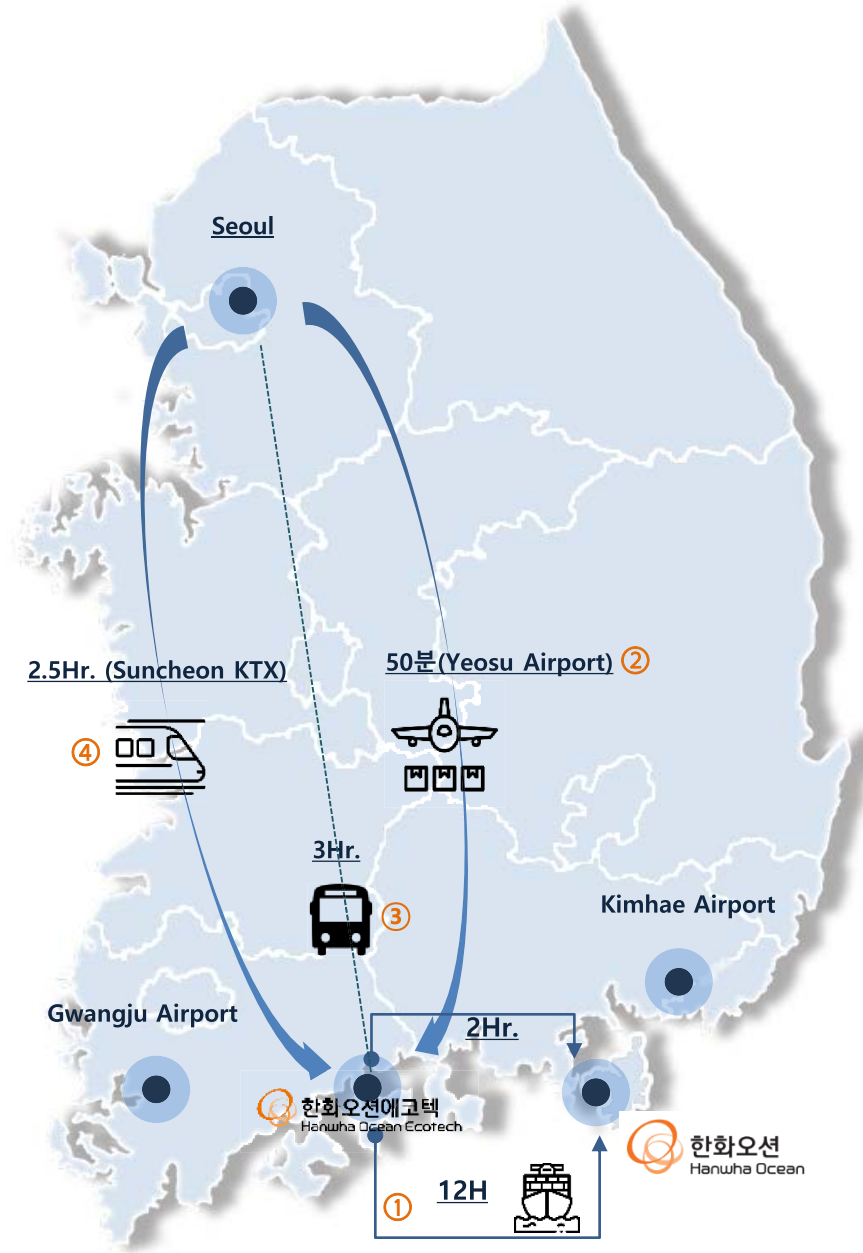 Seoul
2.5Hr. (Suncheon KTX)
50분(Yeosu Airport) ②
④
3Hr.
③
Kimhae Airport
Gwangju Airport
2Hr.
한화오션에코텍
Hanwha Ocean Ecotech
한화오션
Hanwha Ocean
① 12H